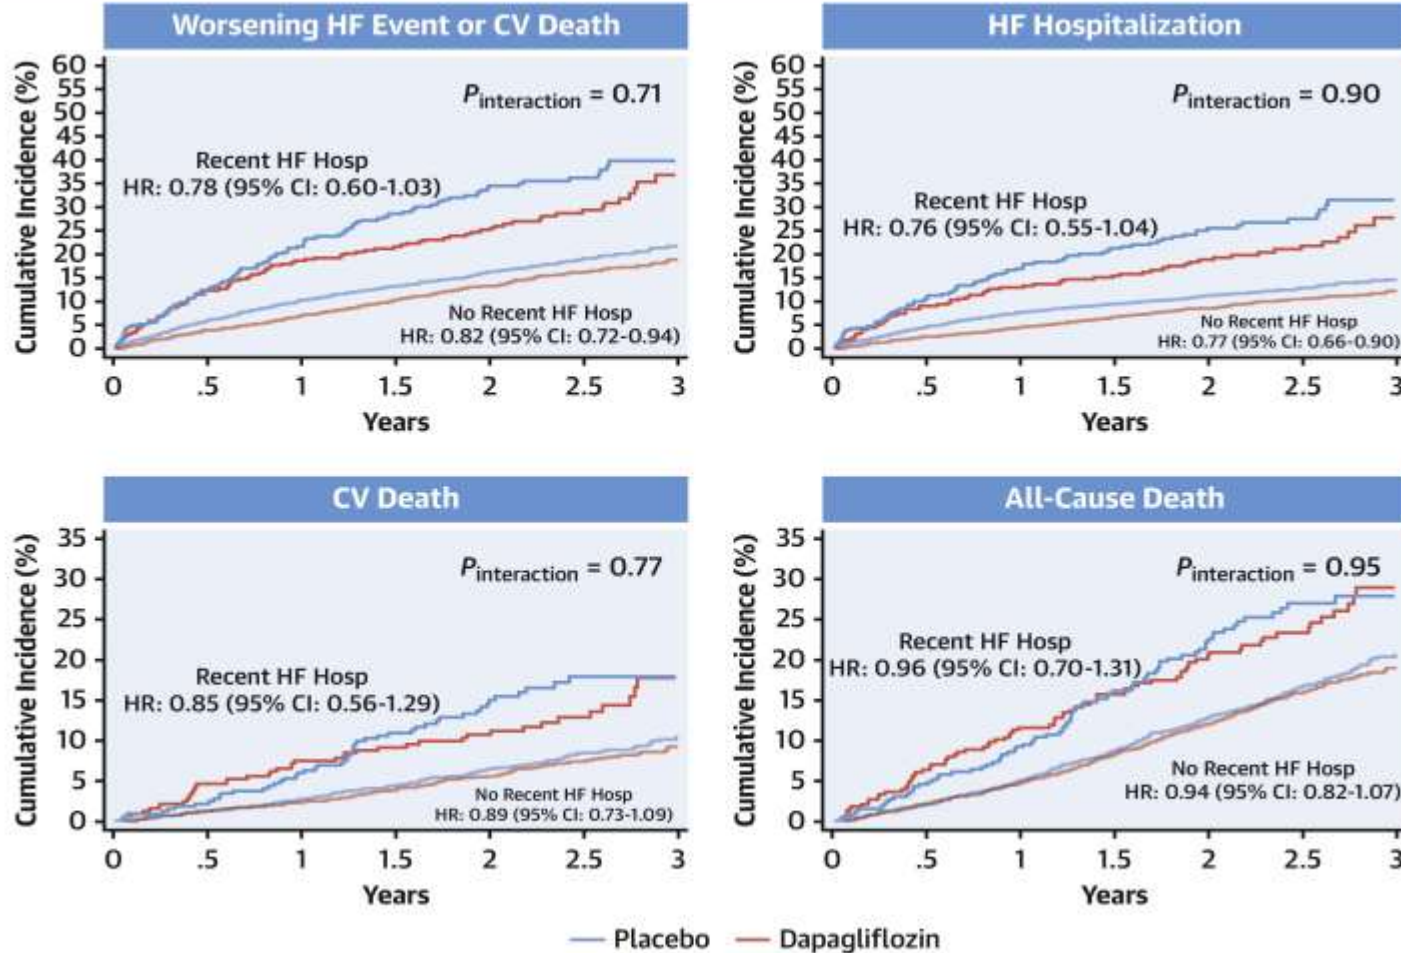 Worsening HF Event or CV Death
Cumulative Incidence (%)
60
55
50
45
40
35
30
25
20
15
10
5
0
P interaction = 0.71
Recent HF Hosp
HR: 0.78 (95% CI: 0.60-1.03)
No Recent HF Hosp
HR: 0.82 (95% CI: 0.72-0.94)
0 .5 1 1.5 2 2.5 3
Years
HF Hospitalization
Cumulative Incidence (%)
60
55
50
45
40
35
30
25
20
15
10
5
0
P interaction = 0.90
Recent HF Hosp
HR: 0.76 (95% CI: 0.55-1.04)
No Recent HF Hosp
HR: 0.77 (95% CI: 0.66-0.90)
0 .5 1 1.5 2 2.5 3
Years
CV Death
Cumulative Incidence (%)
35
30
25
20
15
10
5
0
P interaction = 0.77
Recent HF Hosp
HR: 0.85 (95% CI: 0.56-1.29)
No Recent HF Hosp
HR: 0.89 (95% CI: 0.73-1.09)
0 .5 1 1.5 2 2.5 3
Years
All-Cause Death
Cumulative Incidence (%)
35
30
25
20
15
10
5
0
P interaction = 0.95
Recent HF Hosp
HR: 0.96 (95% CI: 0.70-1.31)
No Recent HF Hosp
HR: 0.94 (95% CI: 0.82-1.07)
0 .5 1 1.5 2 2.5 3
Years
Placebo Dapagliflozin